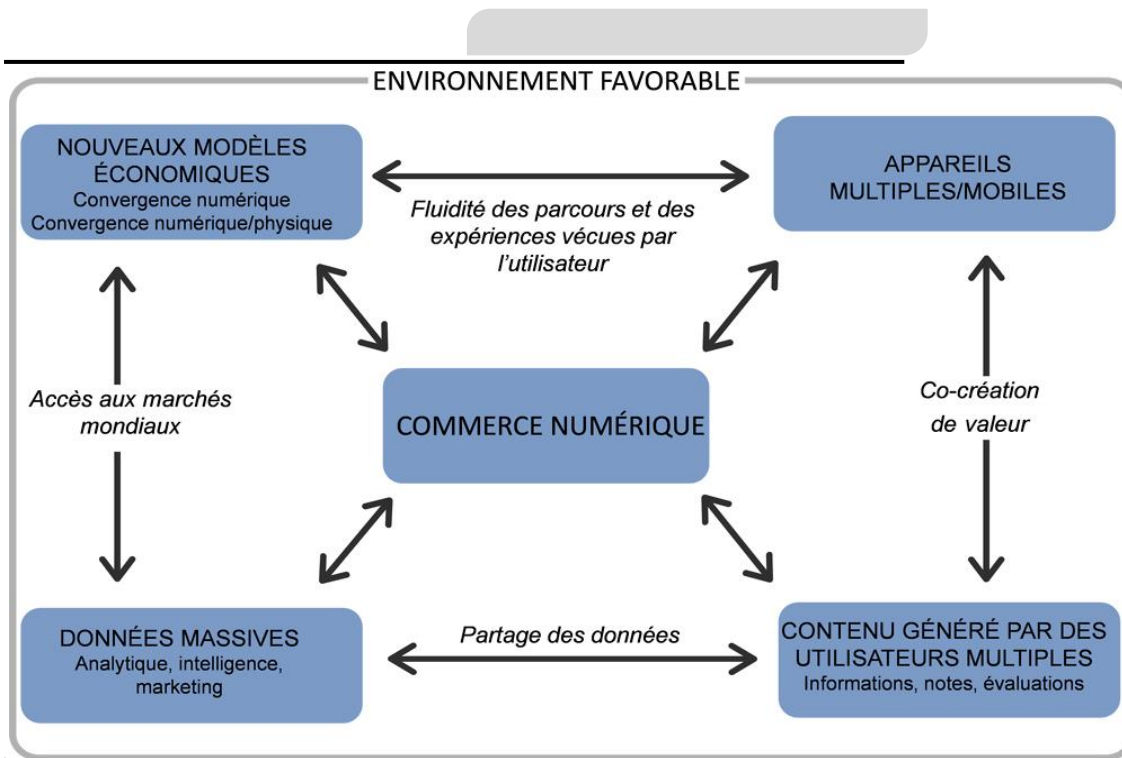 ENVIRONNEMENT FAVORABLE
NOUVEAUX MODÈLES
ÉCONOMIQUES
Convergence numérique
Convergence numérique/physique
APPAREILS
MULTIPLES/MOBILES
Fluidité des parcours et des
expériences vécues par
l'utilisateur
Accès aux marchés
mondiaux
COMMERCE NUMÉRIQUE
Co-création
de valeur
DONNÉES MASSIVES
Analytique, intelligence,
marketing
Partage des données
CONTENU GÉNÉRÉ PAR DES
UTILISATEURS MULTIPLES
Informations, notes, évaluations